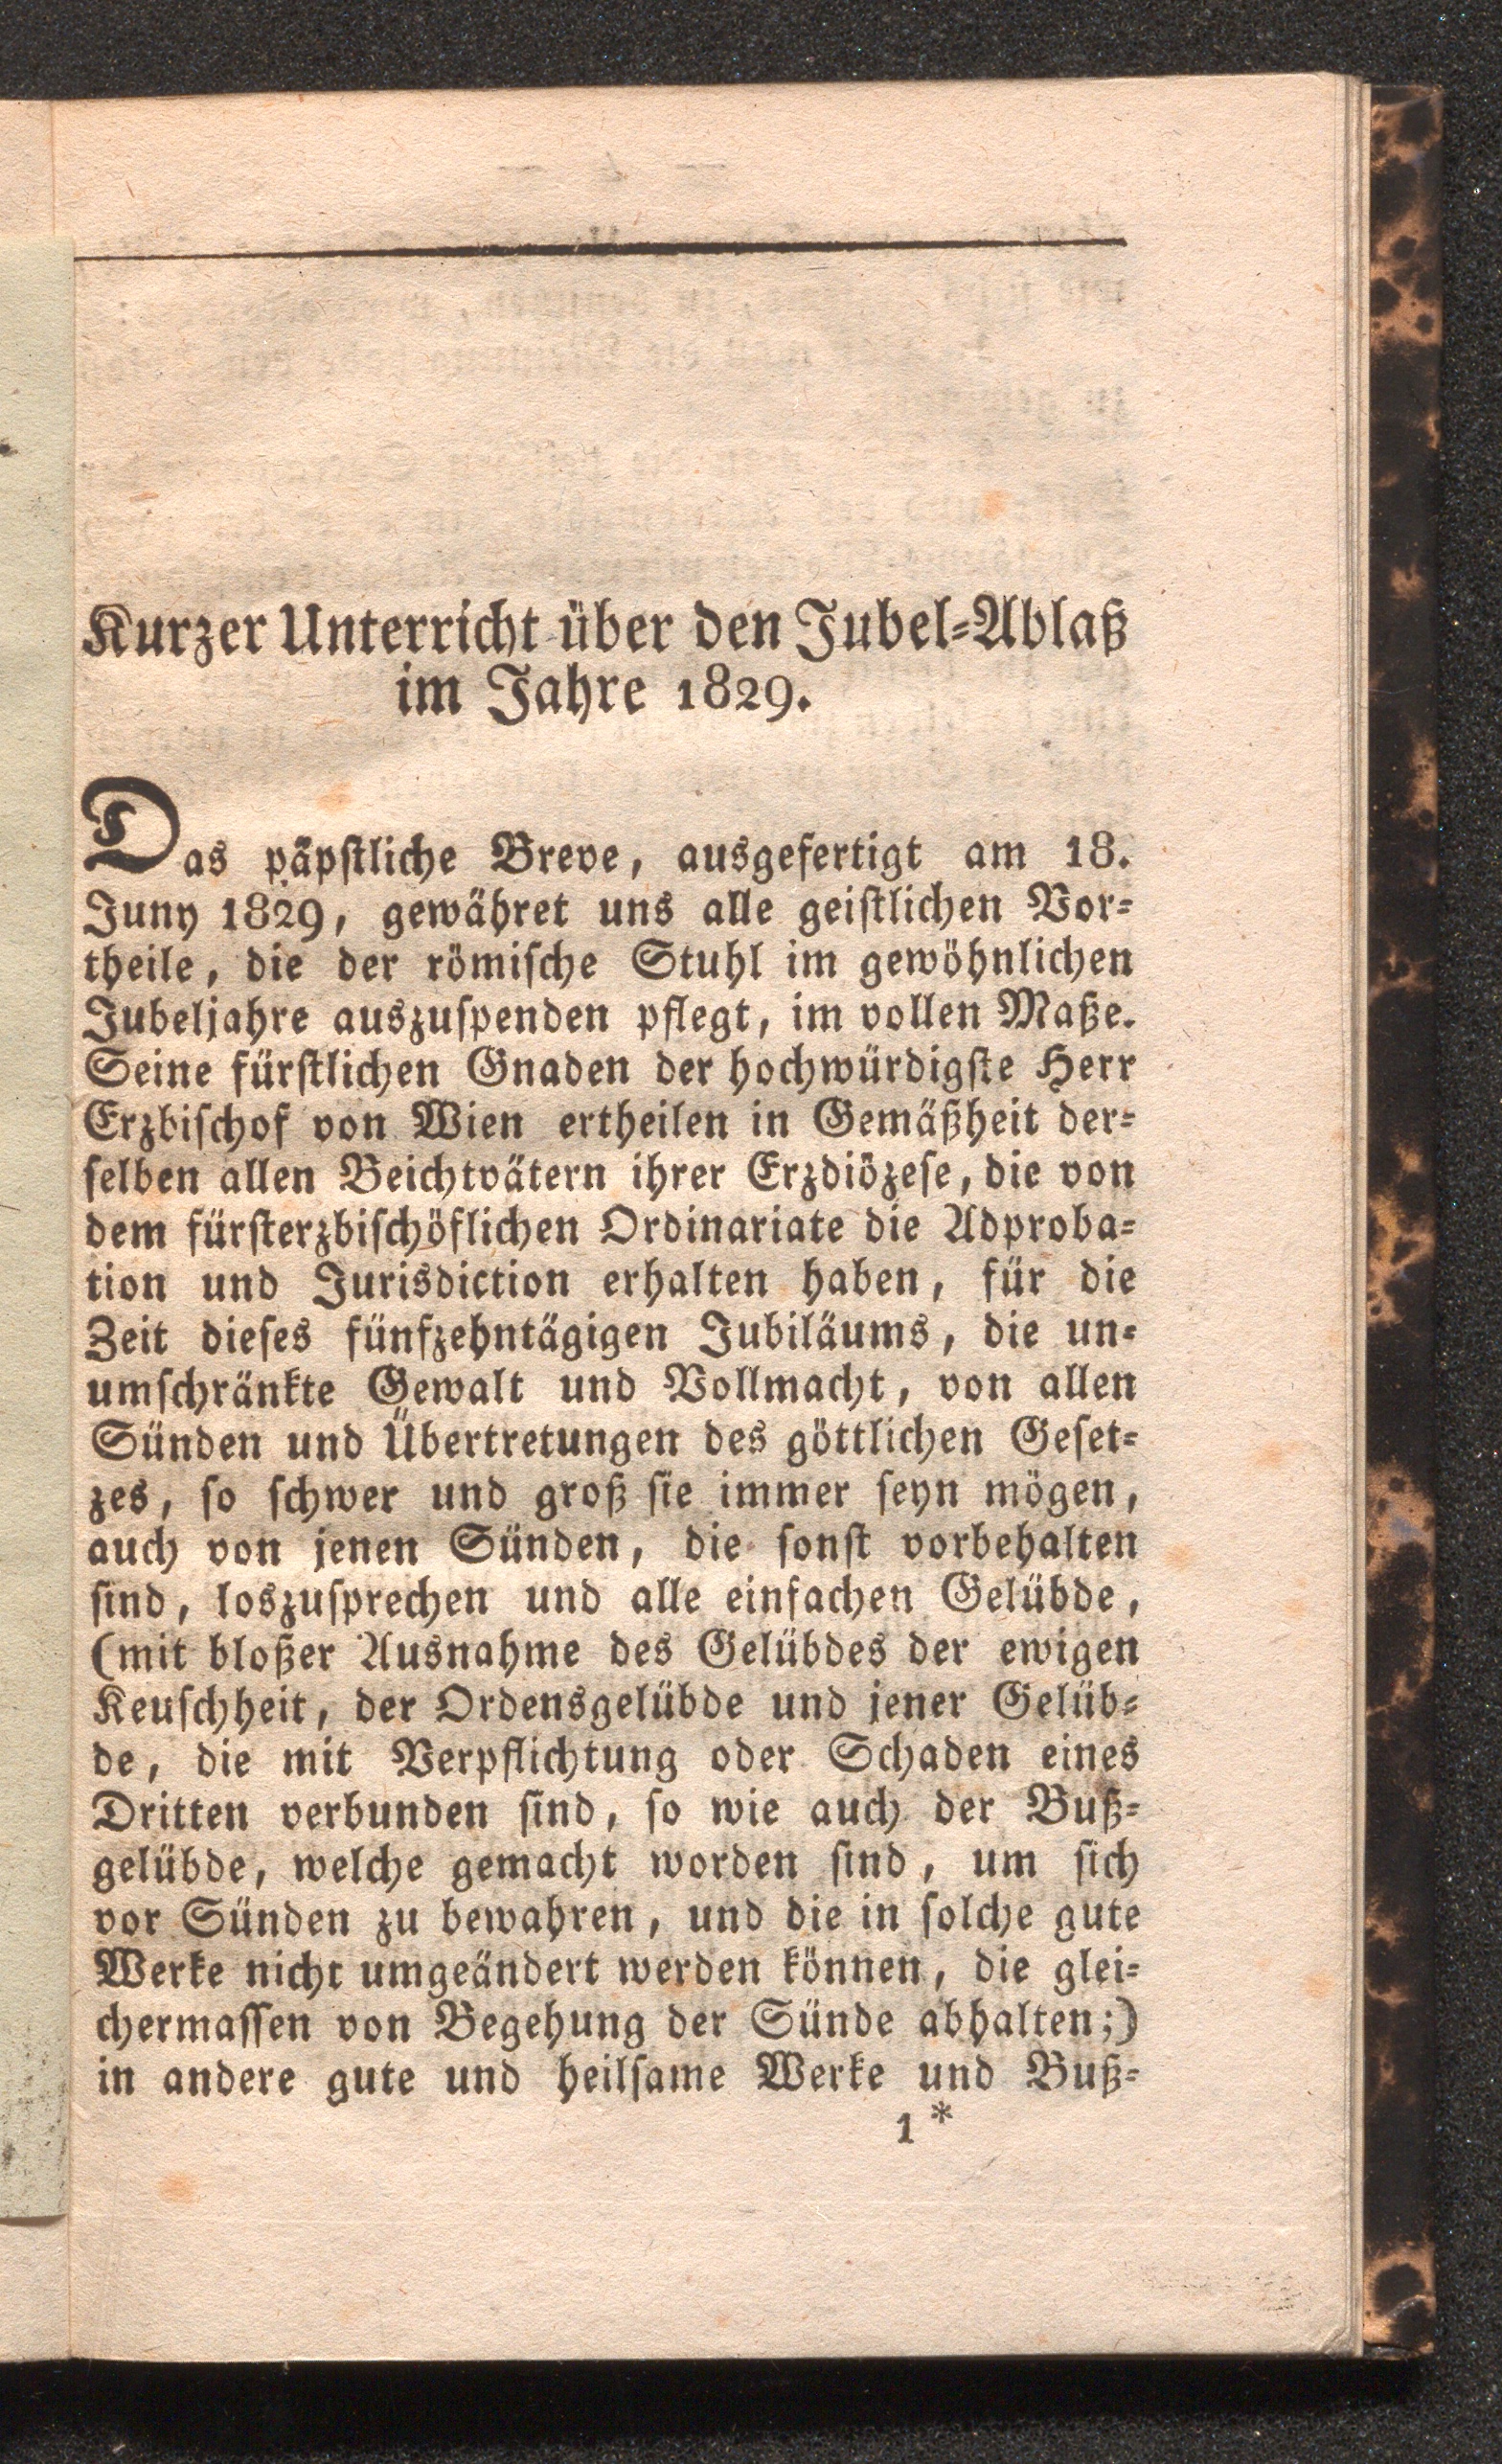 Kurzer Unterricht über den Jubel-Ablaß
im Jahre 1829.
Das päpstliche Breve, ausgefertigt am 18.
Juny 1829, gewähret uns alle geistlichen Vor-
theile, die der römische Stuhl im gewöhnlichen
Jubeljahre auszuspenden pflegt, im vollen Maße.
Seine fürstlichen Gnaden der hochwürdigste Herr
Erzbischof von Wien ertheilen in Gemäßheit der-
selben allen Beichtvätern ihrer Erzdiözese, die von
dem fürsterzbischöflichen Ordinariate die Adproba-
tion und Jurisdiction erhalten haben, für die
Zeit dieses fünfzehntägigen Jubiläums, die un-
umschränkte Gewalt und Vollmacht, von allen
Sünden und Übertretungen des göttlichen Geset-
zes, so schwer und groß sie immer seyn mögen,
auch von jenen Sünden, die sonst vorbehalten
sind, loszusprechen und alle einfachen Gelübde,
(mit bloßer Ausnahme des Gelübdes der ewigen
Keuschheit, der Ordensgelübde und jener Gelüb-
de, die mit Verpflichtung oder Schaden eines
Dritten verbunden sind, so wie auch der Buß-
gelübde, welche gemacht worden sind, um sich
vor Sünden zu bewahren, und die in solche gute
Werke nicht umgeändert werden können, die glei-
chermassen von Begehung der Sünde abhalten;)
in andere gute und heilsame Werke und Buß-
1*